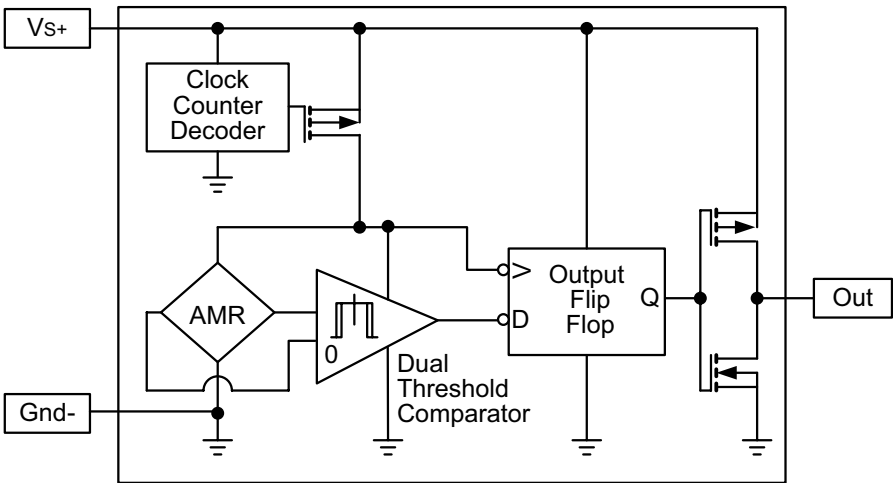 Vs+
Clock
Counter
Decoder
AMR
0
Dual
Threshold
Comparator
>
D
Output
Flip
Flop
Q
Out
Gnd-